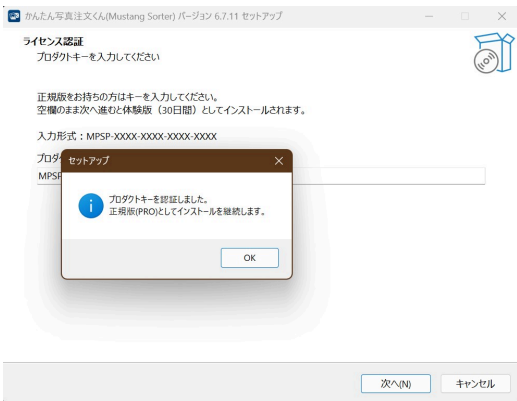 かんたん写真注文くん(Mustang Sorter) バージョン 6.7.11 セットアップ
ライセンス認証
プロダクトキーを入力してください
正規版をお持ちの方はキーを入力してください。
空欄のまま次へ進むと体験版（30日間）としてインストールされます。
入力形式：MPSP-XXXX-XXXX-XXXX-XXXX
プロダ
MPSP
セットアップ
プロダクトキーを認証しました。
正規版(PRO)としてインストールを継続します。
OK
次へ(N)
キャンセル